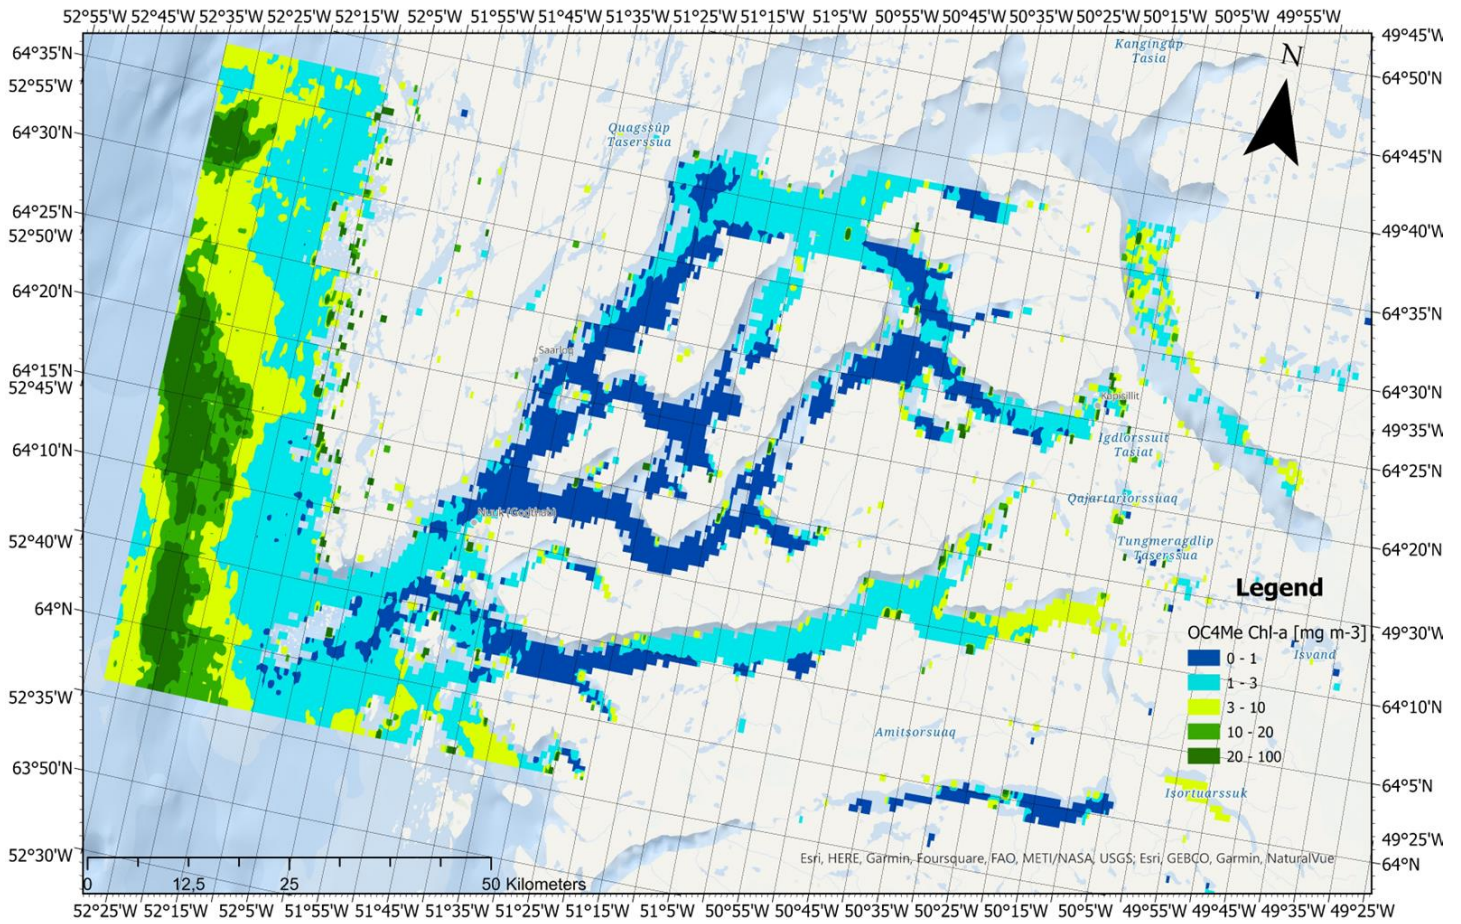 52°55'W 52°45'W 52°35'W 52°25'W 52°15'W 52°5'W 51°55'W 51°45'W 51°35'W 51°25'W 51°15'W 51°5'W 50°55'W 50°45'W 50°35'W 50°25'W 50°15'W 50°5'W 49°55'W
64°35'N
52°55'W
64°30'N
64°25'N
52°50'W
64°20'N
64°15'N
52°45'W
64°10'N
52°40'W
64°N
52°35'W
63°50'N
52°30'W
49°45'W
64°50'N
64°45'N
49°40'W
64°35'N
64°30'N
49°35'W
64°25'N
64°20'N
49°30'W
64°10'N
64°5'N
49°25'W
64°N
N
Kangingüp
Tasia
Quagssûp
Taserssua
Saarloq
Kapisillit
Igdlorssuit
Tasiat
Qajartariorssuaq
Nuuk (Godthab)
Tungmeragdlip
Taserssua
Legend
OC4Me Chl-a [mg m-3]
0 - 1
1 - 3
3 - 10
10 - 20
20 - 100
Isvand
Amitsorsuaq
Isortuarssuk
Esri, HERE, Garmin, Foursquare, FAO, METI/NASA, USGS; Esri, GEBCO, Garmin, NaturalVue
0 12,5 25 50 Kilometers
52°25'W 52°15'W 52°5'W 51°55'W 51°45'W 51°35'W 51°25'W 51°15'W 51°5'W 50°55'W 50°45'W 50°35'W 50°25'W 50°15'W 50°5'W 49°55'W 49°45'W 49°35'W 49°25'W